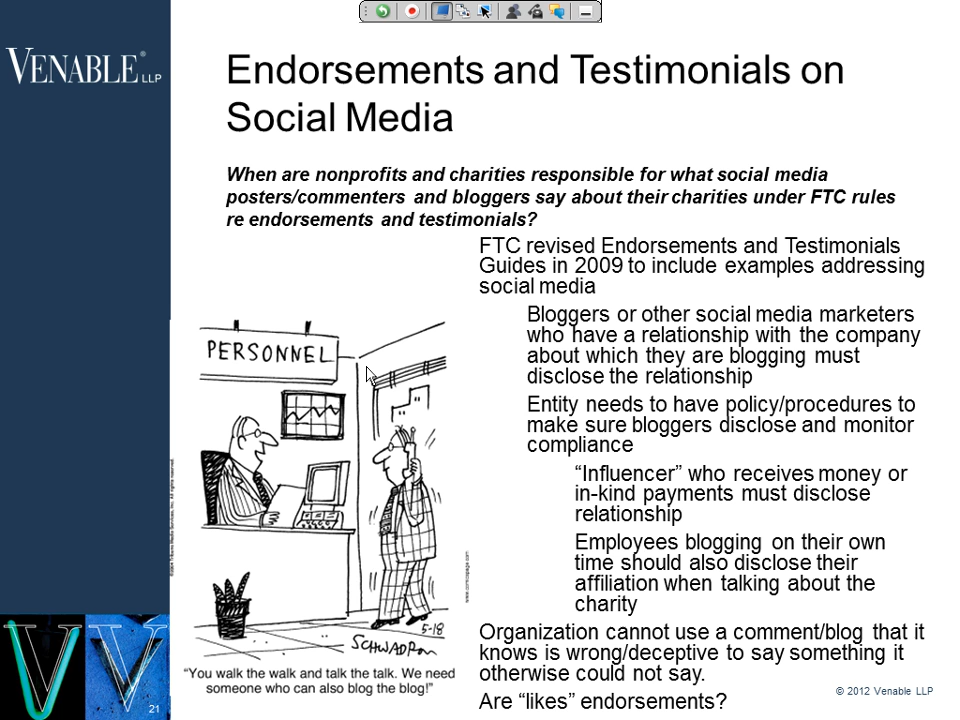 VENABLE® LLP
Endorsements and Testimonials on
Social Media
When are nonprofits and charities responsible for what social media
posters/commenters and bloggers say about their charities under FTC rules
re endorsements and testimonials?
FTC revised Endorsements and Testimonials
Guides in 2009 to include examples addressing
social media
Bloggers or other social media marketers
who have a relationship with the company
about which they are blogging must
disclose the relationship
Entity needs to have policy/procedures to
make sure bloggers disclose and monitor
compliance
“Influencer” who receives money or
in-kind payments must disclose
relationship
Employees blogging on their own
time should also disclose their
affiliation when talking about the
charity
Organization cannot use a comment/blog that it
knows is wrong/deceptive to say something it
otherwise could not say.
Are “likes” endorsements?
PERSONNEL
5-18
SCHWADRON
“You walk the walk and talk the talk. We need
someone who can also blog the blog!”
VV
21
© 2012 Venable LLP